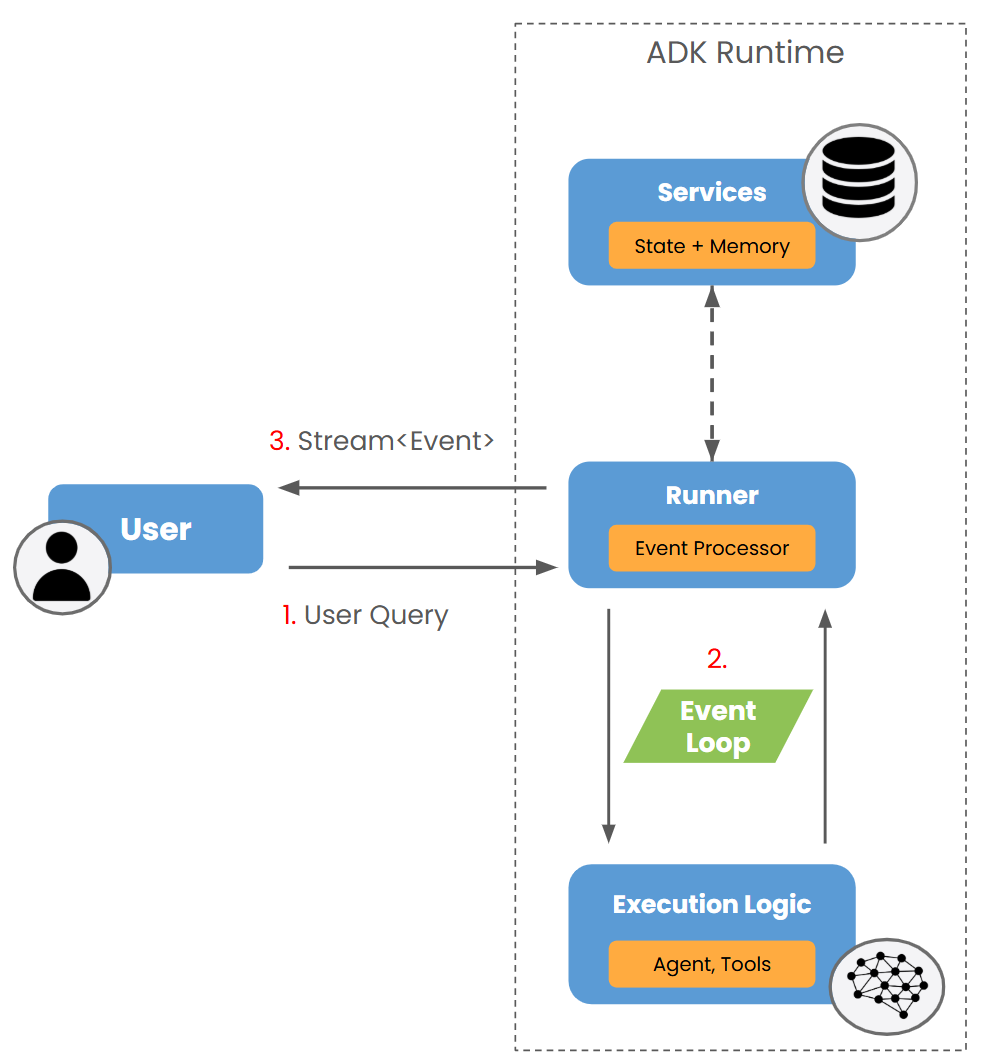 ADK Runtime
Services
State + Memory
3. Stream<Event>
User
Runner
Event Processor
1. User Query
2.
Event
Loop
Execution Logic
Agent, Tools